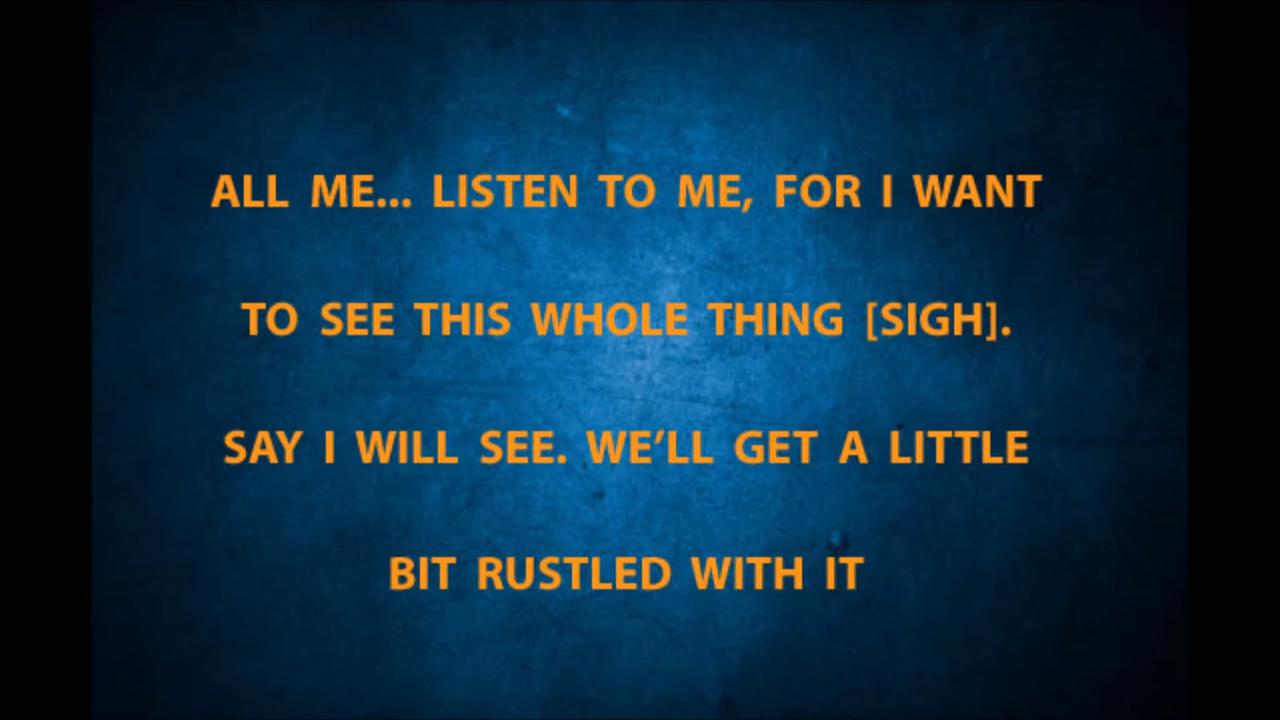 ALL ME... LISTEN TO ME, FOR I WANT
TO SEE THIS WHOLE THING [SIGH].
SAY I WILL SEE. WE’LL GET A LITTLE
BIT RUSTLED WITH IT